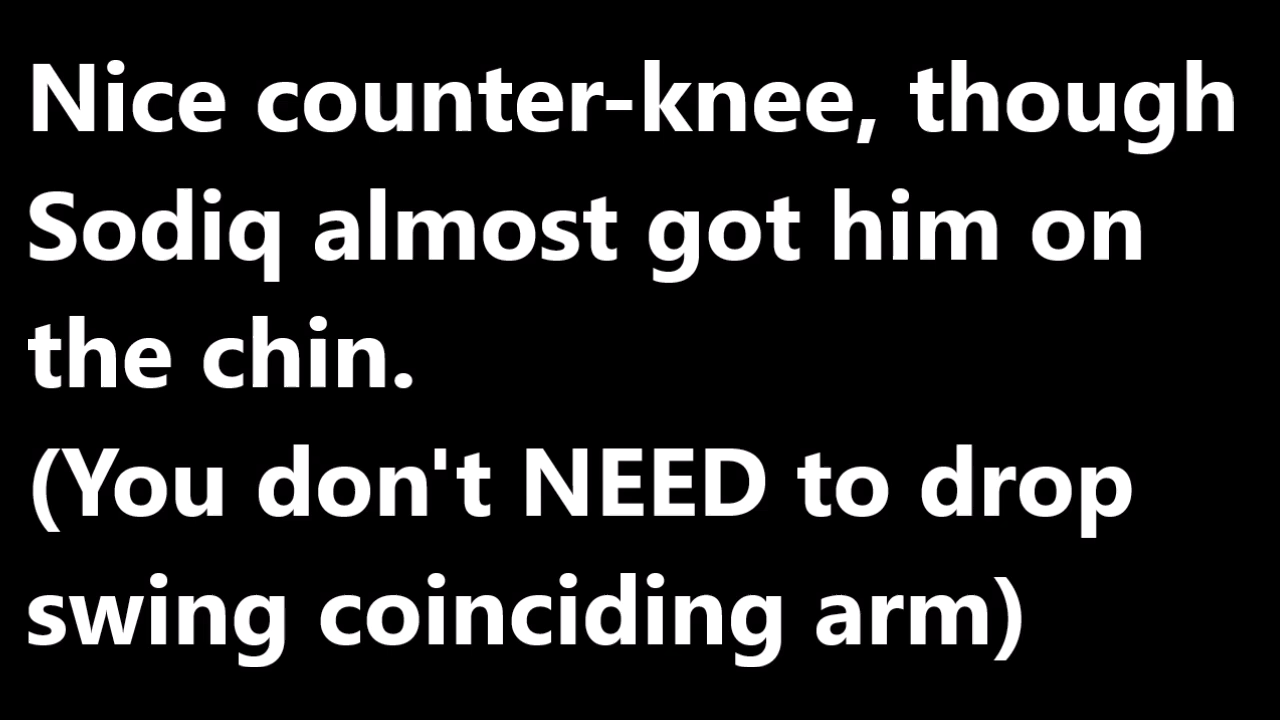 Nice counter-knee, though
Sodiq almost got him on
the chin.
(You don't NEED to drop
swing coinciding arm)